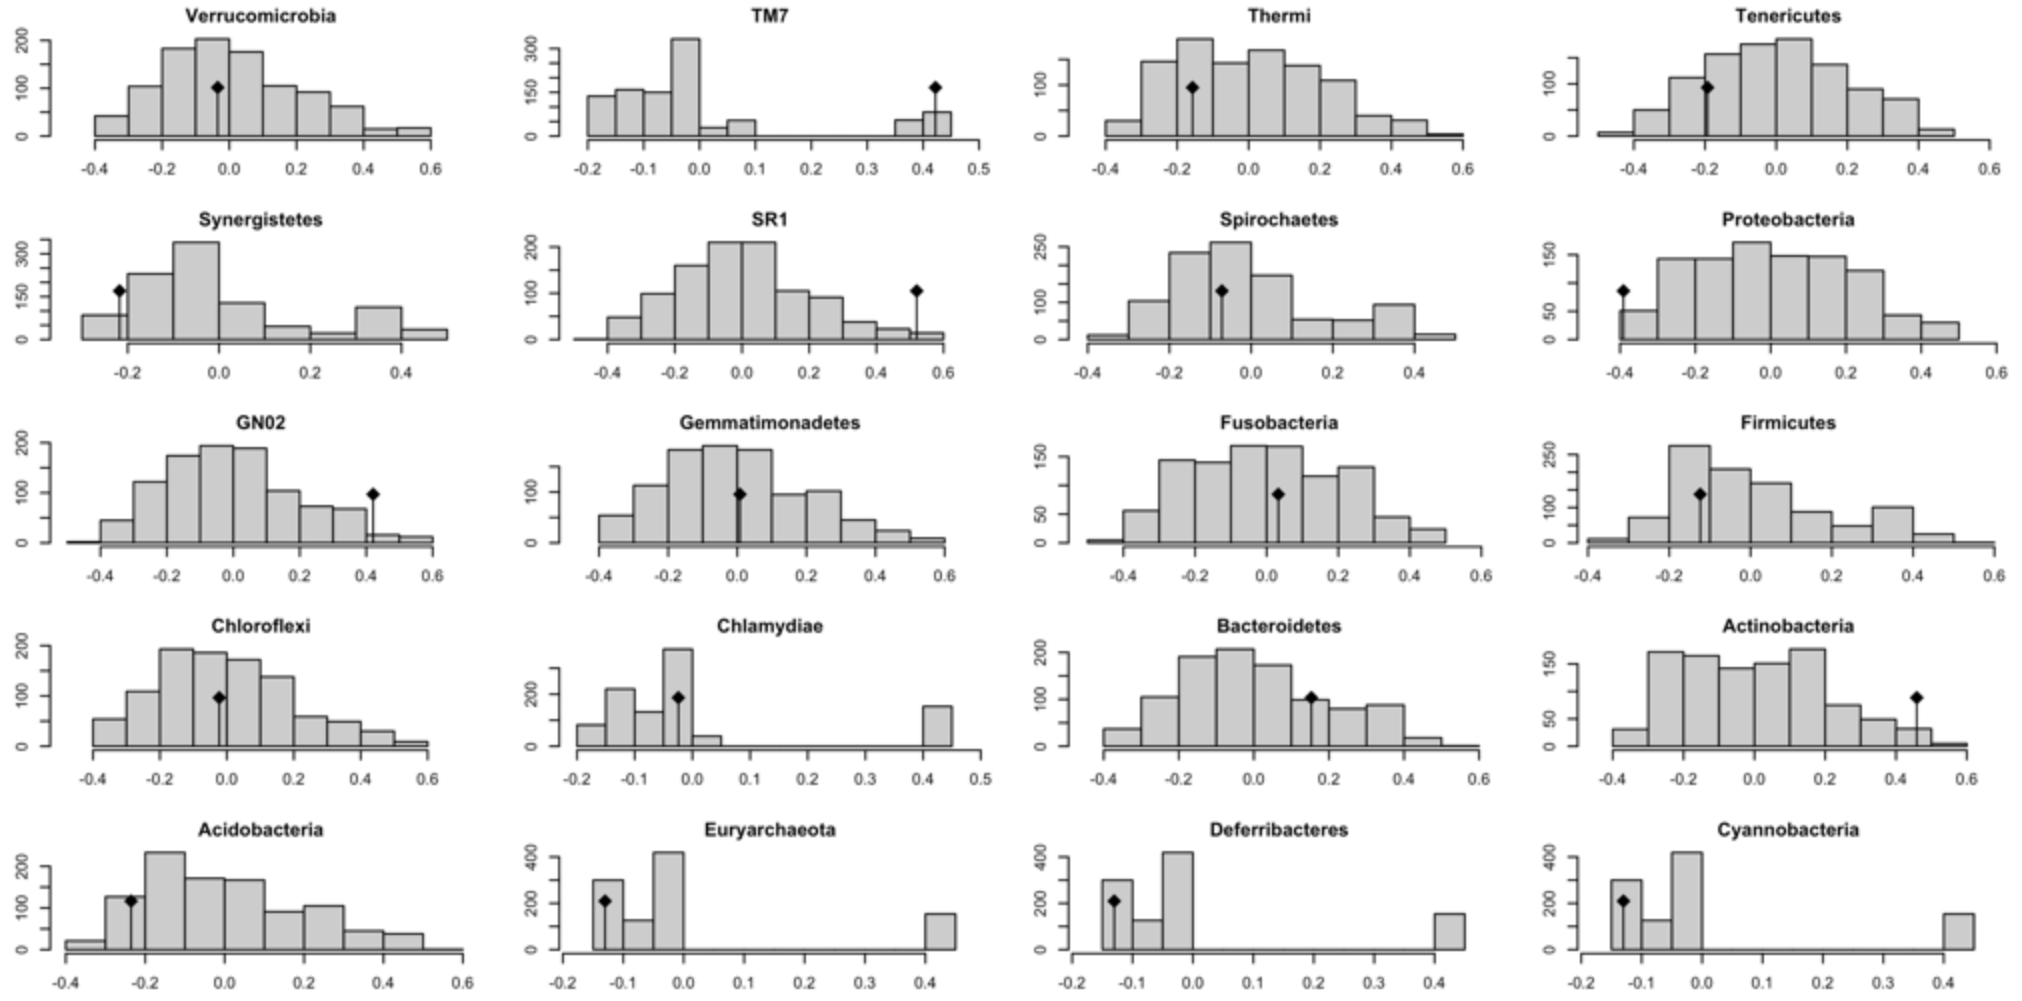 Verrucomicrobia
200
100
0
-0.4 -0.2 0.0 0.2 0.4 0.6
TM7
300
150
0
-0.2 -0.1 0.0 0.1 0.2 0.3 0.4 0.5
Thermi
100
0
-0.4 -0.2 0.0 0.2 0.4 0.6
Tenericutes
100
0
-0.4 -0.2 0.0 0.2 0.4 0.6
Synergistetes
300
150
0
-0.2 0.0 0.2 0.4
SR1
200
100
0
-0.4 -0.2 0.0 0.2 0.4 0.6
Spirochaetes
250
100
0
-0.4 -0.2 0.0 0.2 0.4
Proteobacteria
150
50
0
-0.4 -0.2 0.0 0.2 0.4 0.6
GN02
200
100
0
-0.4 -0.2 0.0 0.2 0.4 0.6
Gemmatimonadetes
100
0
-0.4 -0.2 0.0 0.2 0.4 0.6
Fusobacteria
150
50
0
-0.4 -0.2 0.0 0.2 0.4 0.6
Firmicutes
250
100
0
-0.4 -0.2 0.0 0.2 0.4 0.6
Chloroflexi
200
100
0
-0.4 -0.2 0.0 0.2 0.4 0.6
Chlamydiae
200
0
-0.2 -0.1 0.0 0.1 0.2 0.3 0.4 0.5
Bacteroidetes
200
100
0
-0.4 -0.2 0.0 0.2 0.4 0.6
Actinobacteria
150
50
0
-0.4 -0.2 0.0 0.2 0.4 0.6
Acidobacteria
200
100
0
-0.4 -0.2 0.0 0.2 0.4 0.6
Euryarchaeota
400
200
0
-0.2 -0.1 0.0 0.1 0.2 0.3 0.4
Deferribacteres
400
200
0
-0.2 -0.1 0.0 0.1 0.2 0.3 0.4
Cyannobacteria
400
200
0
-0.2 -0.1 0.0 0.1 0.2 0.3 0.4